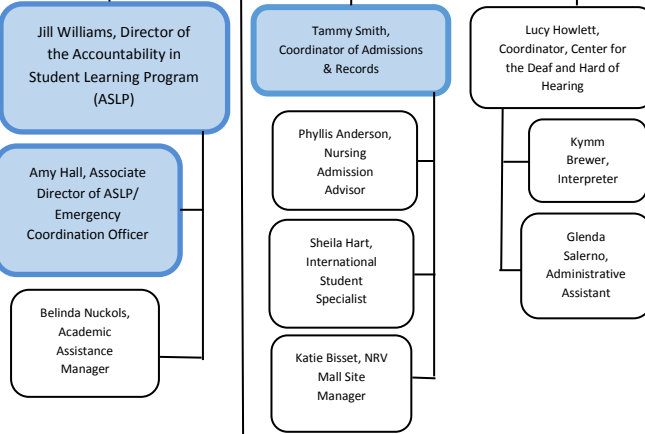 Jill Williams, Director of
the Accountability in
Student Learning Program
(ASLP)
Amy Hall, Associate
Director of ASLP/
Emergency
Coordination Officer
Belinda Nuckols,
Academic
Assistance
Manager
Tammy Smith,
Coordinator of Admissions
& Records
Phyllis Anderson,
Nursing
Admission
Advisor
Sheila Hart,
International
Student
Specialist
Katie Bisset, NRV
Mall Site
Manager
Lucy Howlett,
Coordinator, Center for
the Deaf and Hard of
Hearing
Kymm
Brewer,
Interpreter
Glenda
Salerno,
Administrative
Assistant